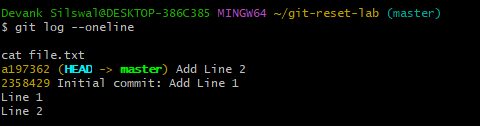 Devank Silswal@DESKTOP-386C385 MINGW64 ~/git-reset-lab (master)
$ git log --oneline
cat file.txt
a197362 (HEAD -> master) Add Line 2
2358429 Initial commit: Add Line 1
Line 1
Line 2